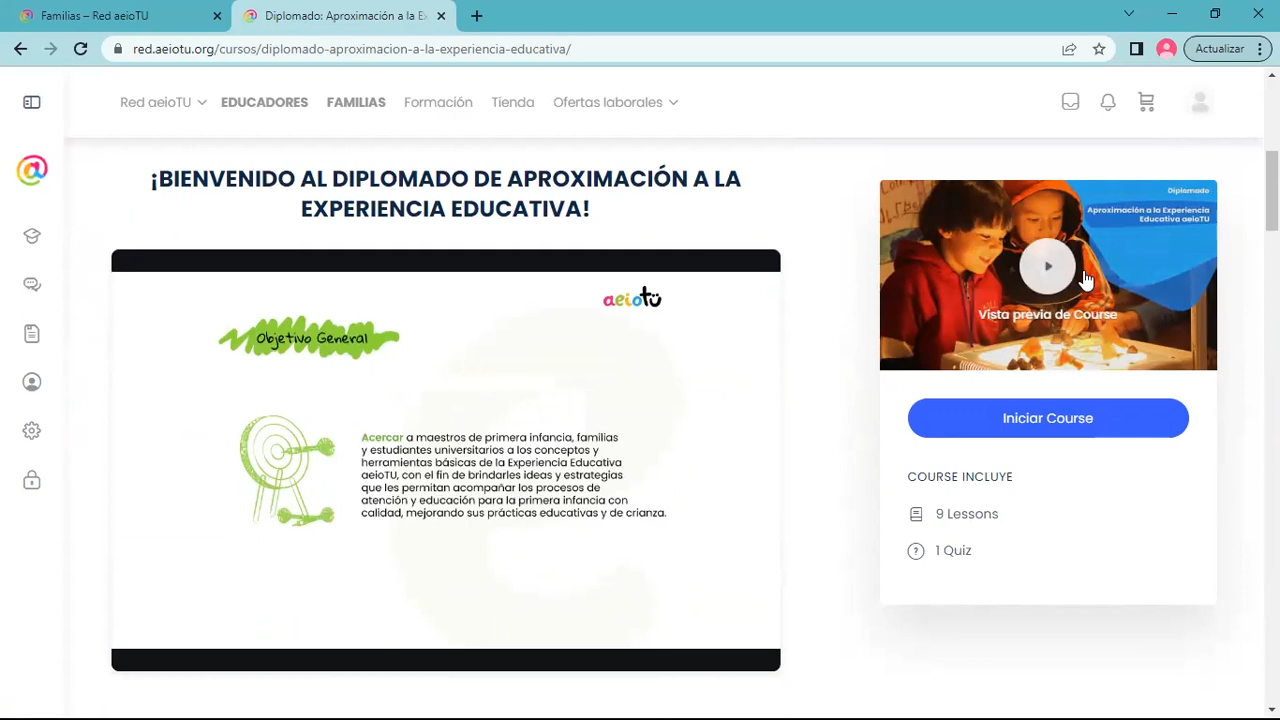 Familias – Red aeioTU
Diplomado: Aproximación a la Ex
red.aeiotu.org/cursos/diplomado-aproximacion-a-la-experiencia-educativa/
Actualizar
Red aeioTU
EDUCADORES
FAMILIAS
Formación
Tienda
Ofertas laborales
¡BIENVENIDO AL DIPLOMADO DE APROXIMACIÓN A LA
EXPERIENCIA EDUCATIVA!
aeiotü
Objetivo General
Acercar a maestros de primera infancia, familias
y estudiantes universitarios a los conceptos y
herramientas básicas de la Experiencia Educativa
aeioTU, con el fin de brindarles ideas y estrategias
que les permitan acompañar los procesos de
atención y educación para la primera infancia con
calidad, mejorando sus prácticas educativas y de crianza.
Diplomado
Aproximación a la Experiencia
Educativa aeioTU
Vista previa de Course
Iniciar Course
COURSE INCLUYE
9 Lessons
1 Quiz